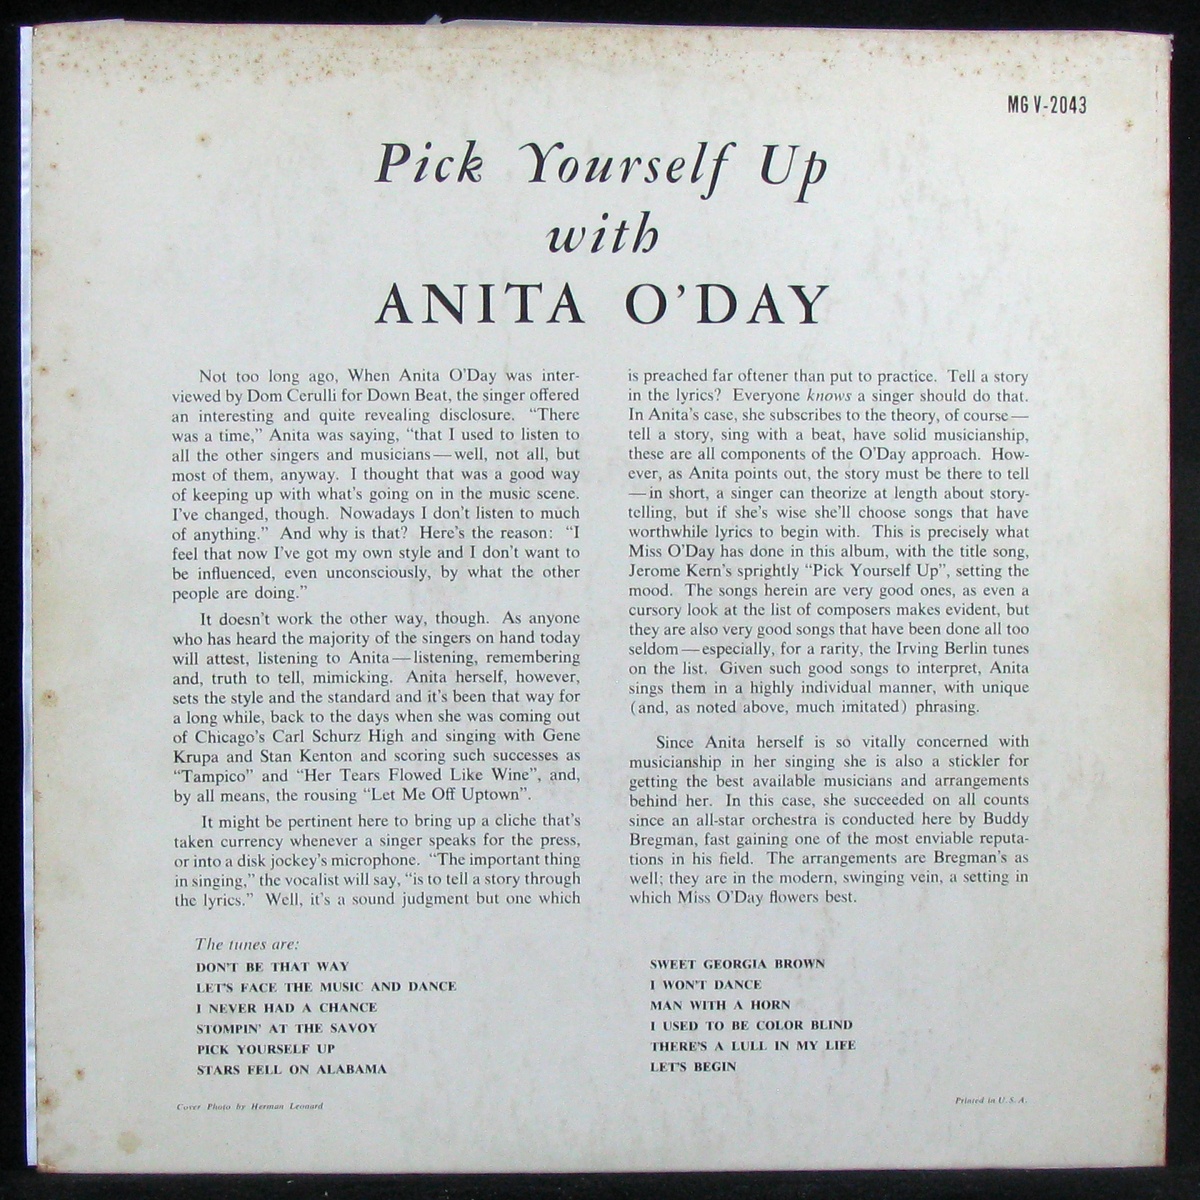 MG V-2043
Pick Yourself Up
with
ANITA O'DAY
Not too long ago, When Anita O'Day was inter-
viewed by Dom Cerulli for Down Beat, the singer offered
an interesting and quite revealing disclosure. “There
was a time,” Anita was saying, “that I used to listen to
all the other singers and musicians—well, not all, but
most of them, anyway. I thought that was a good way
of keeping up with what's going on in the music scene.
I've changed, though. Nowadays I don't listen to much
of anything.” And why is that? Here's the reason: “I
feel that now I've got my own style and I don't want to
be influenced, even unconsciously, by what the other
people are doing.”
It doesn't work the other way, though. As anyone
who has heard the majority of the singers on hand today
will attest, listening to Anita—listening, remembering
and, truth to tell, mimicking. Anita herself, however,
sets the style and the standard and it's been that way for
a long while, back to the days when she was coming out
of Chicago's Carl Schurz High and singing with Gene
Krupa and Stan Kenton and scoring such successes as
“Tampico” and “Her Tears Flowed Like Wine”, and,
by all means, the rousing “Let Me Off Uptown”.
It might be pertinent here to bring up a cliche that's
taken currency whenever a singer speaks for the press,
or into a disk jockey's microphone. “The important thing
in singing,” the vocalist will say, “is to tell a story through
the lyrics.” Well, it's a sound judgment but one which
is preached far oftener than put to practice. Tell a story
in the lyrics? Everyone knows a singer should do that.
In Anita's case, she subscribes to the theory, of course—
tell a story, sing with a beat, have solid musicianship,
these are all components of the O'Day approach. How-
ever, as Anita points out, the story must be there to tell
—in short, a singer can theorize at length about story-
telling, but if she's wise she'll choose songs that have
worthwhile lyrics to begin with. This is precisely what
Miss O'Day has done in this album, with the title song,
Jerome Kern's sprightly “Pick Yourself Up”, setting the
mood. The songs herein are very good ones, as even a
cursory look at the list of composers makes evident, but
they are also very good songs that have been done all too
seldom—especially, for a rarity, the Irving Berlin tunes
on the list. Given such good songs to interpret, Anita
sings them in a highly individual manner, with unique
(and, as noted above, much imitated) phrasing.
Since Anita herself is so vitally concerned with
musicianship in her singing she is also a stickler for
getting the best available musicians and arrangements
behind her. In this case, she succeeded on all counts
since an all-star orchestra is conducted here by Buddy
Bregman, fast gaining one of the most enviable reputa-
tions in his field. The arrangements are Bregman's as
well; they are in the modern, swinging vein, a setting in
which Miss O'Day flowers best.
The tunes are:
DON'T BE THAT WAY
LET'S FACE THE MUSIC AND DANCE
I NEVER HAD A CHANCE
STOMPIN' AT THE SAVOY
PICK YOURSELF UP
STARS FELL ON ALABAMA
SWEET GEORGIA BROWN
I WON'T DANCE
MAN WITH A HORN
I USED TO BE COLOR BLIND
THERE'S A LULL IN MY LIFE
LET'S BEGIN
Cover Photo by Herman Leonard
Printed in U.S.A.